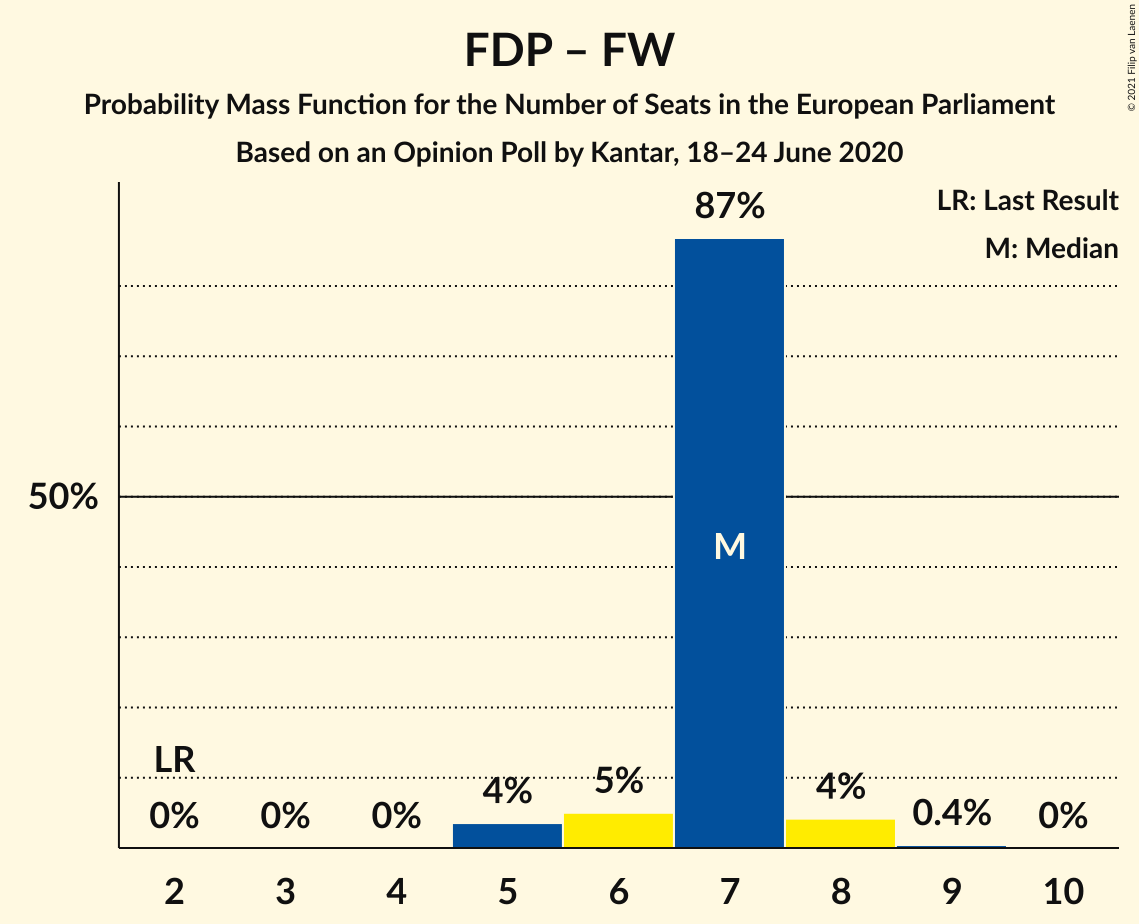 FDP – FW
Probability Mass Function for the Number of Seats in the European Parliament
Based on an Opinion Poll by Kantar, 18–24 June 2020
© 2021 Filip van Laenen
LR: Last Result
M: Median
87%
50%
M
LR
0%
0%
0%
4%
5%
4%
0.4%
0%
2
3
4
5
6
7
8
9
10